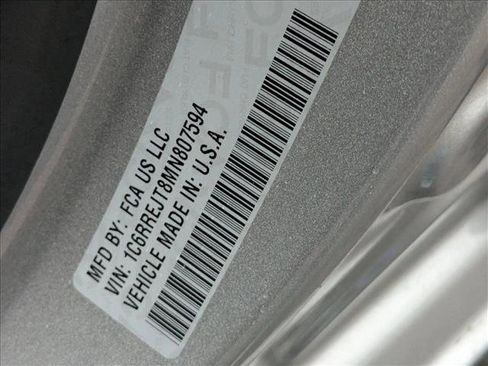 MFD BY: FCA US LLC
VIN: 1C6RREJT8MN807594
VEHICLE MADE IN: U.S.A.